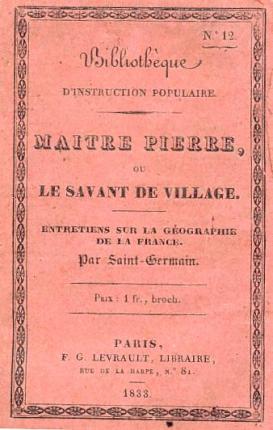 N.° 12.
Bibliothèque
D'INSTRUCTION POPULAIRE.
MAITRE PIERRE,
OU
LE SAVANT DE VILLAGE.
ENTRETIENS SUR LA GÉOGRAPHIE
DE LA FRANCE.
Par Saint-Germain.
Prix : 1 fr., broch.
PARIS,
F. G. LEVRAULT, LIBRAIRE,
RUE DE LA HARPE, N.° 81.
1833.